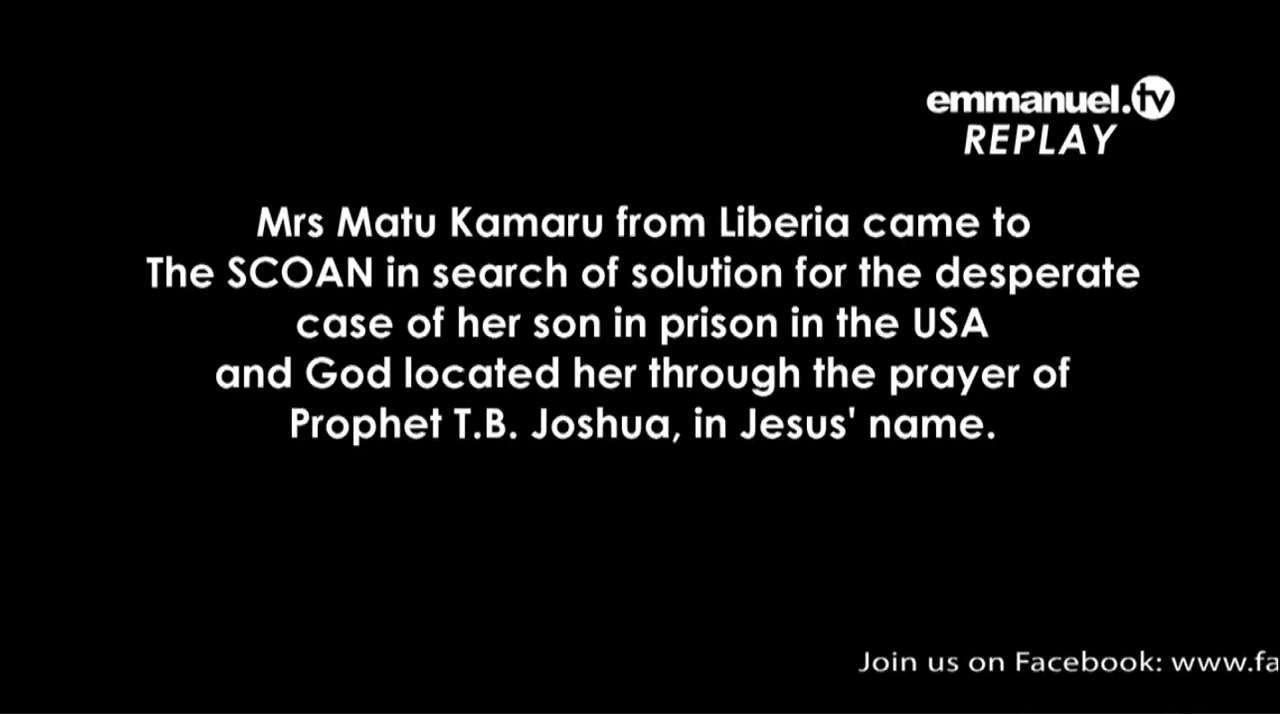 emmanuel.tv
REPLAY
Mrs Matu Kamaru from Liberia came to
The SCOAN in search of solution for the desperate
case of her son in prison in the USA
and God located her through the prayer of
Prophet T.B. Joshua, in Jesus' name.
Join us on Facebook: www.fa